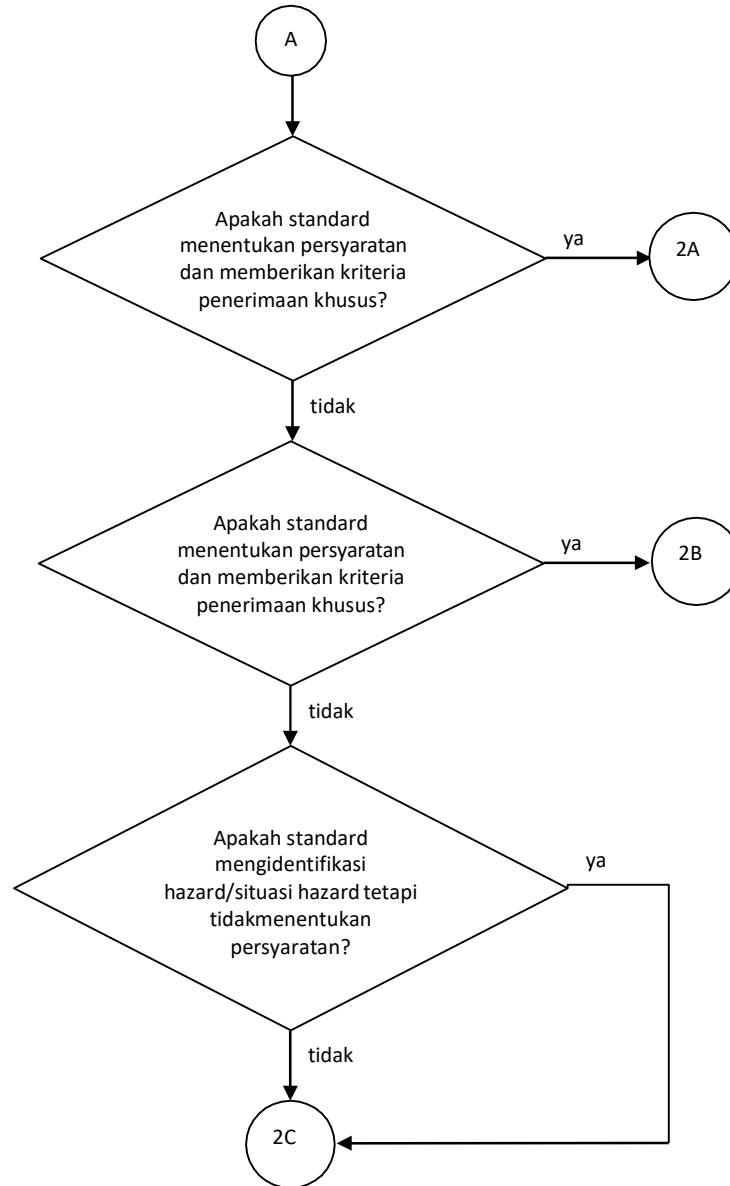 A
Apakah standard
menentukan persyaratan
dan memberikan kriteria
penerimaan khusus?
ya
2A
tidak
Apakah standard
menentukan persyaratan
dan memberikan kriteria
penerimaan khusus?
ya
2B
tidak
Apakah standard
mengidentifikasi
hazard/situasi hazard tetapi
tidakmenentukan
persyaratan?
ya
tidak
2C